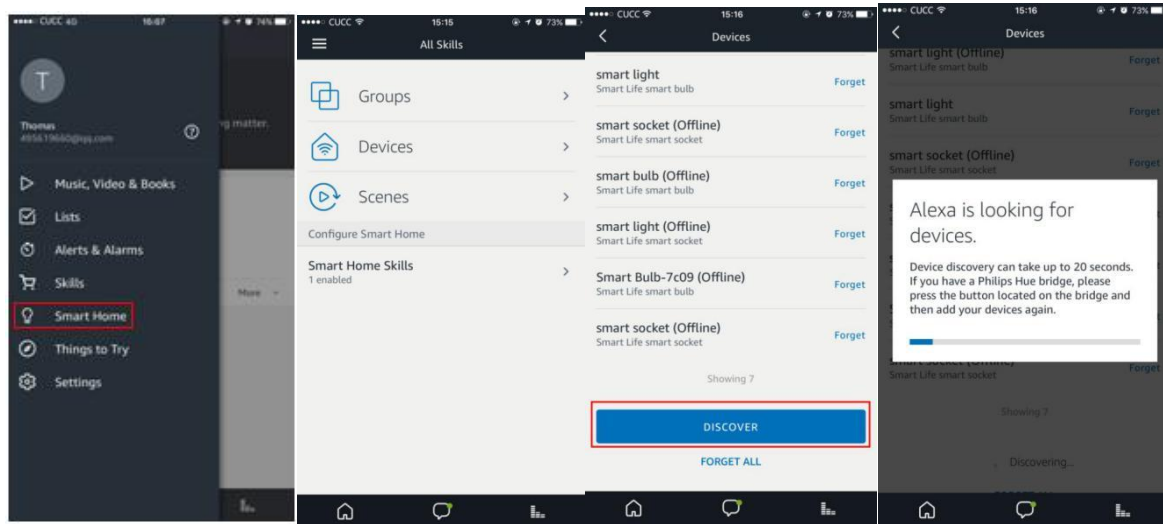 CUCC 4G 16:07 74%
T
Thomas
ng matter.
Music, Video & Books
Lists
Alerts & Alarms
Skills
More
Smart Home
Things to Try
Settings
CUCC 15:15 73%
All Skills
Groups
Devices
Scenes
Configure Smart Home
Smart Home Skills
1 enabled
CUCC 15:16 73%
Devices
smart light
Smart Life smart bulb
Forget
smart socket (Offline)
Smart Life smart socket
Forget
smart bulb (Offline)
Smart Life smart bulb
Forget
smart light (Offline)
Smart Life smart socket
Forget
Smart Bulb-7c09 (Offline)
Smart Life smart bulb
Forget
smart socket (Offline)
Smart Life smart socket
Forget
Showing 7
DISCOVER
FORGET ALL
CUCC 15:16 73%
Devices
smart light (Offline)
Smart Life smart bulb
Forget
smart light
Smart Life smart bulb
Forget
smart socket (Offline)
Forget
Alexa is looking for
devices.
Device discovery can take up to 20 seconds.
If you have a Philips Hue bridge, please
press the button located on the bridge and
then add your devices again.
smart socket (Offline)
Smart Life smart socket
Forget
Showing 7
Discovering...